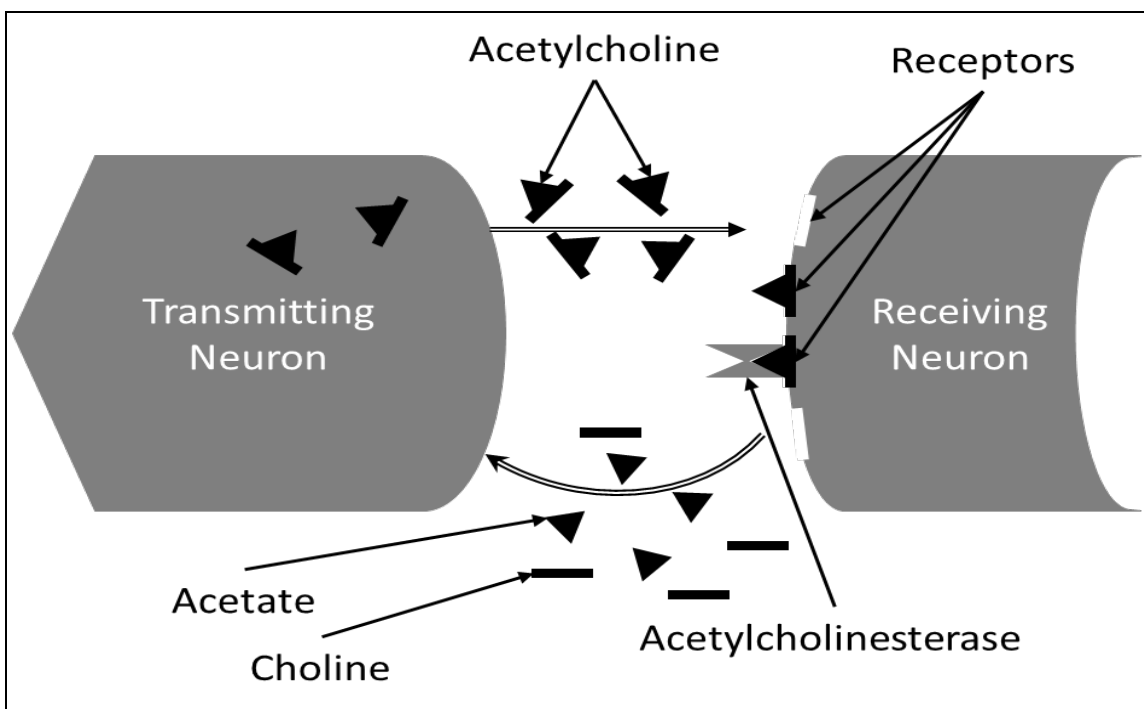 Acetylcholine
Receptors
Transmitting
Neuron
Receiving
Neuron
Acetate
Choline
Acetylcholinesterase